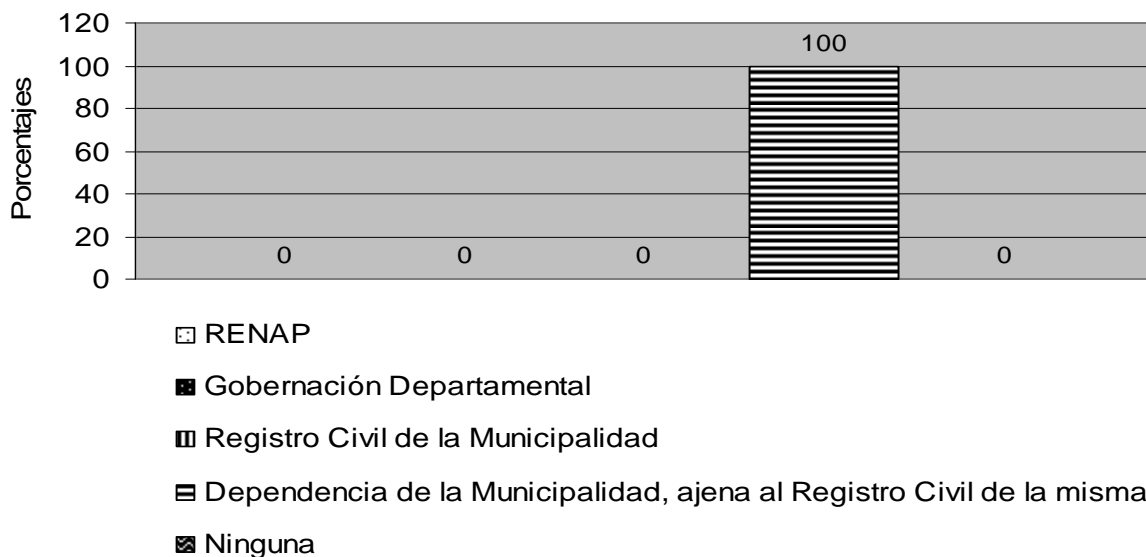 120
100
80
60
40
20
0
Porcentajes
0
0
0
100
0
RENAP
Gobernación Departamental
Registro Civil de la Municipalidad
Dependencia de la Municipalidad, ajena al Registro Civil de la misma
Ninguna